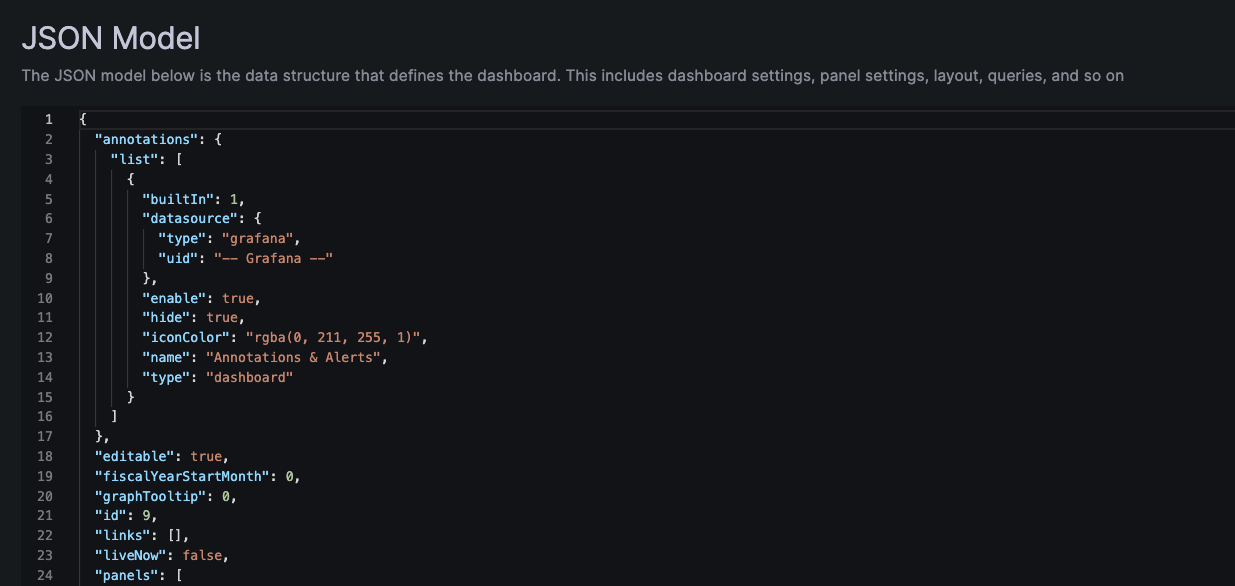 JSON Model
The JSON model below is the data structure that defines the dashboard. This includes dashboard settings, panel settings, layout, queries, and so on
1 {
2   "annotations": {
3     "list": [
4       {
5         "builtIn": 1,
6         "datasource": {
7           "type": "grafana",
8           "uid": "-- Grafana --"
9         },
10         "enable": true,
11         "hide": true,
12         "iconColor": "rgba(0, 211, 255, 1)",
13         "name": "Annotations & Alerts",
14         "type": "dashboard"
15       }
16     ]
17   },
18   "editable": true,
19   "fiscalYearStartMonth": 0,
20   "graphTooltip": 0,
21   "id": 9,
22   "links": [],
23   "liveNow": false,
24   "panels": [